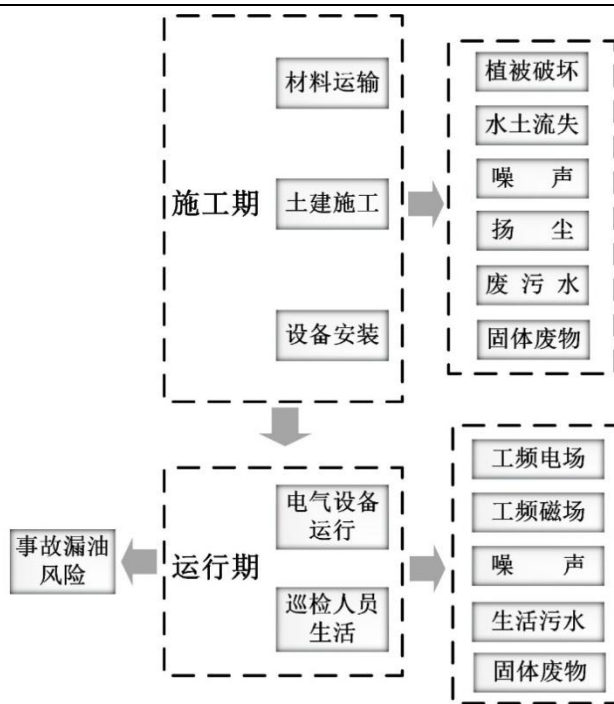 材料运输
施工期
土建施工
设备安装
植被破坏
水土流失
噪 声
扬 尘
废 污 水
固体废物
事故漏油
风险
运行期
电气设备
运行
巡检人员
生活
工频电场
工频磁场
噪 声
生活污水
固体废物